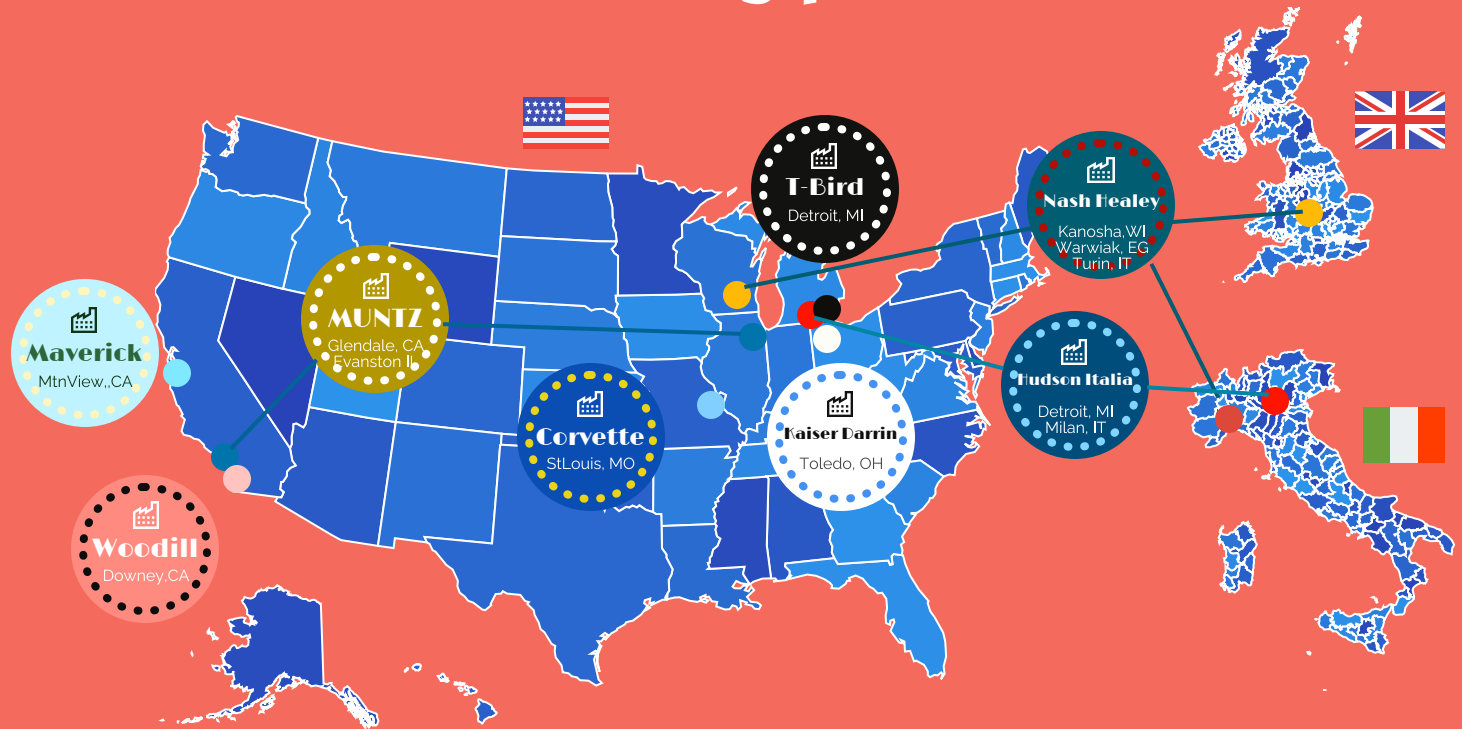 T-Bird
Detroit, MI
Nash Healey
Kanosha,WI
Warwiak, EG
Turin, IT
MUNTZ
Glendale, CA
Evanston IL
Maverick
MtnView,,CA
Hudson Italia
Detroit, MI
Milan, IT
Corvette
StLouis, MO
Kaiser Darrin
Toledo, OH
Woodill
Downey,CA